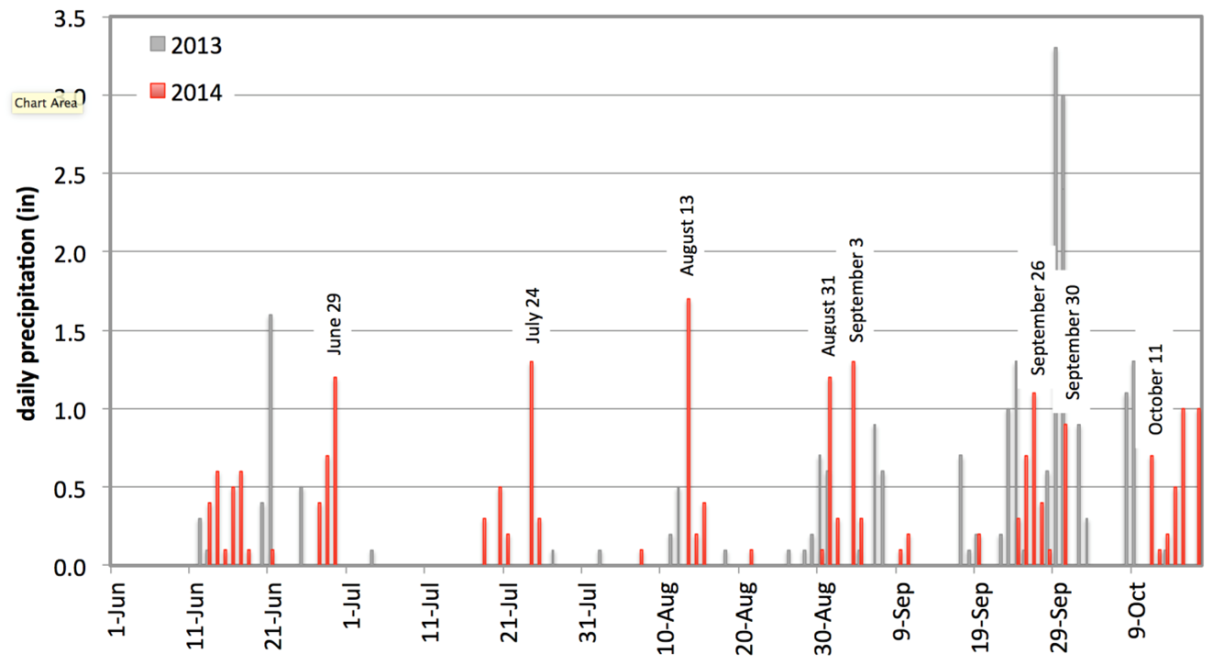 3.5
2013
2014
3.0
Chart Area
2.5
2.0
1.5
1.0
0.5
0.0
daily precipitation (in)
June 29
July 24
August 13
August 31
September 3
September 26
September 30
October 11
1-Jun
11-Jun
21-Jun
1-Jul
11-Jul
21-Jul
31-Jul
10-Aug
20-Aug
30-Aug
9-Sep
19-Sep
29-Sep
9-Oct